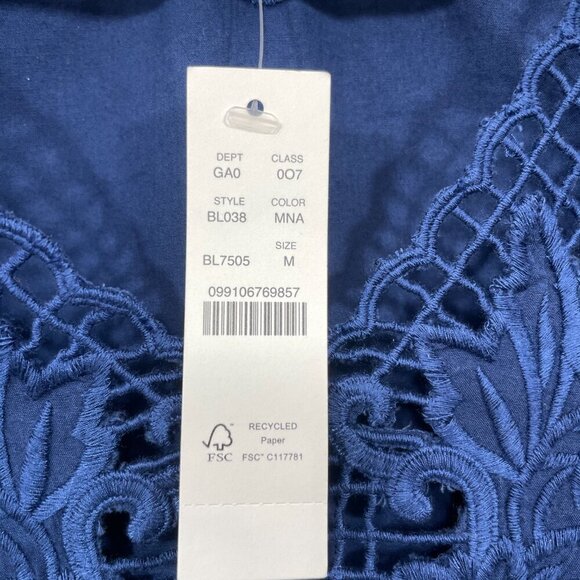 DEPT CLASS
GA0 0O7
STYLE COLOR
BL038 MNA
SIZE
BL7505 M
099106769857
RECYCLED
Paper
FSC FSC® C117781